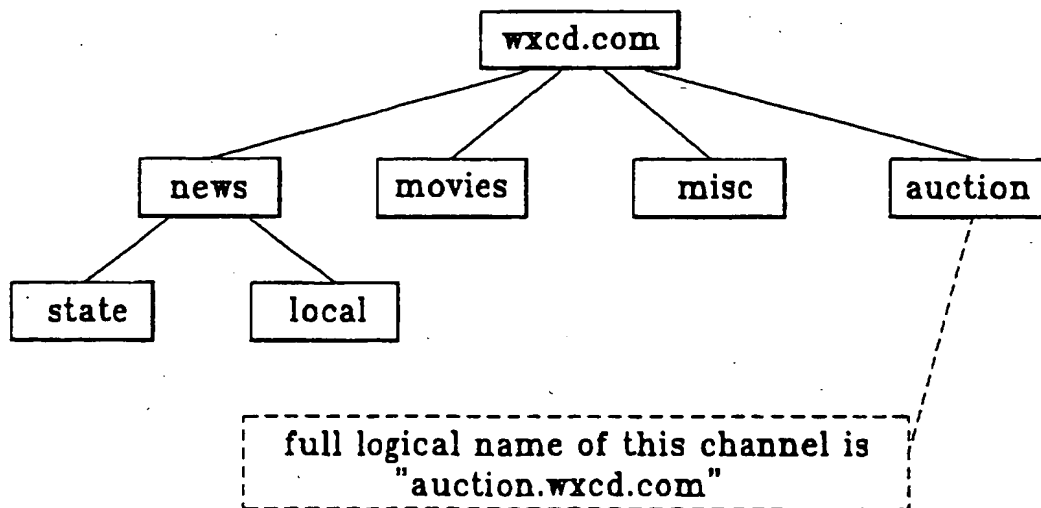 wxcd.com
news
movies
misc
auction
state
local
full logical name of this channel is
"auction.wxcd.com"